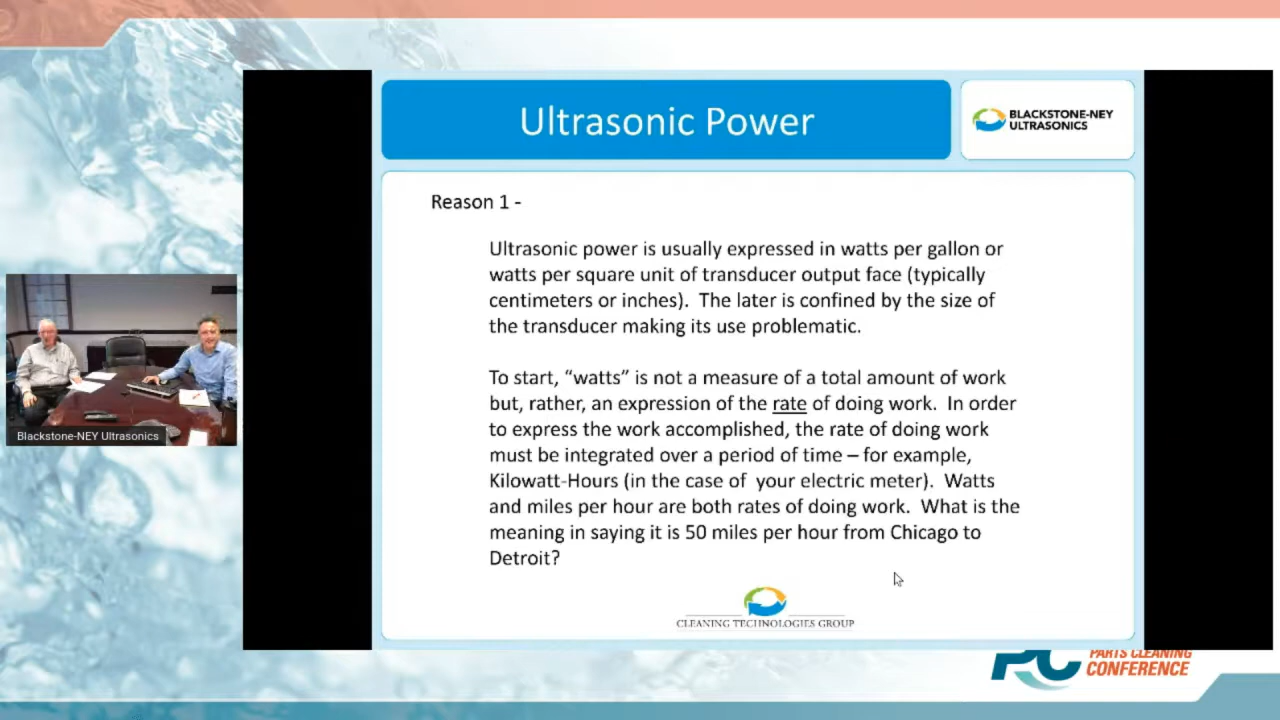 Ultrasonic Power
BLACKSTONE-NEY
ULTRASONICS
Reason 1 -
Ultrasonic power is usually expressed in watts per gallon or
watts per square unit of transducer output face (typically
centimeters or inches).  The later is confined by the size of
the transducer making its use problematic.
To start, “watts” is not a measure of a total amount of work
but, rather, an expression of the rate of doing work.  In order
to express the work accomplished, the rate of doing work
must be integrated over a period of time – for example,
Kilowatt-Hours (in the case of  your electric meter).  Watts
and miles per hour are both rates of doing work.  What is the
meaning in saying it is 50 miles per hour from Chicago to
Detroit?
CLEANING TECHNOLOGIES GROUP
Blackstone-NEY Ultrasonics
PC
PARTS CLEANING
CONFERENCE